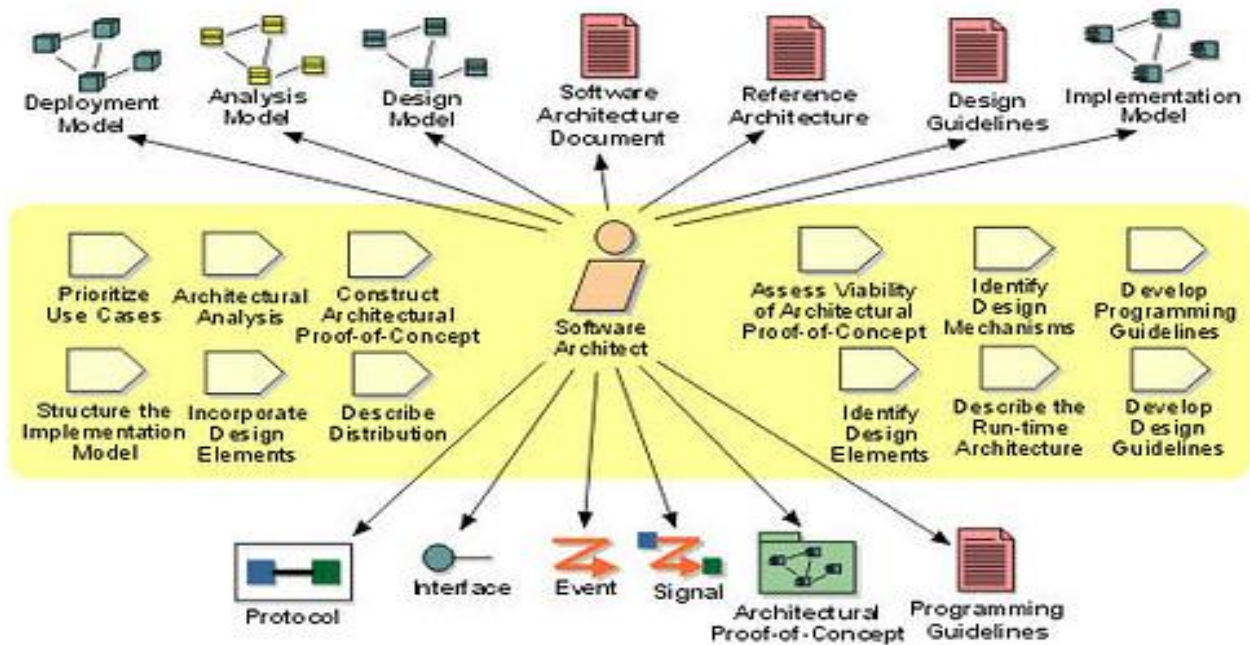 Deployment
Model
Analysis
Model
Design
Model
Software
Architecture
Document
Reference
Architecture
Design
Guidelines
Implementation
Model
Prioritize
Use Cases
Architectural
Analysis
Construct
Architectural
Proof-of-Concept
Software
Architect
Assess Viability
of Architectural
Proof-of-Concept
Identify
Design
Mechanisms
Develop
Programming
Guidelines
Structure the
Implementation
Model
Incorporate
Design
Elements
Describe
Distribution
Identify
Design
Elements
Describe the
Run-time
Architecture
Develop
Design
Guidelines
Protocol
Interface
Event
Signal
Architectural
Proof-of-Concept
Programming
Guidelines